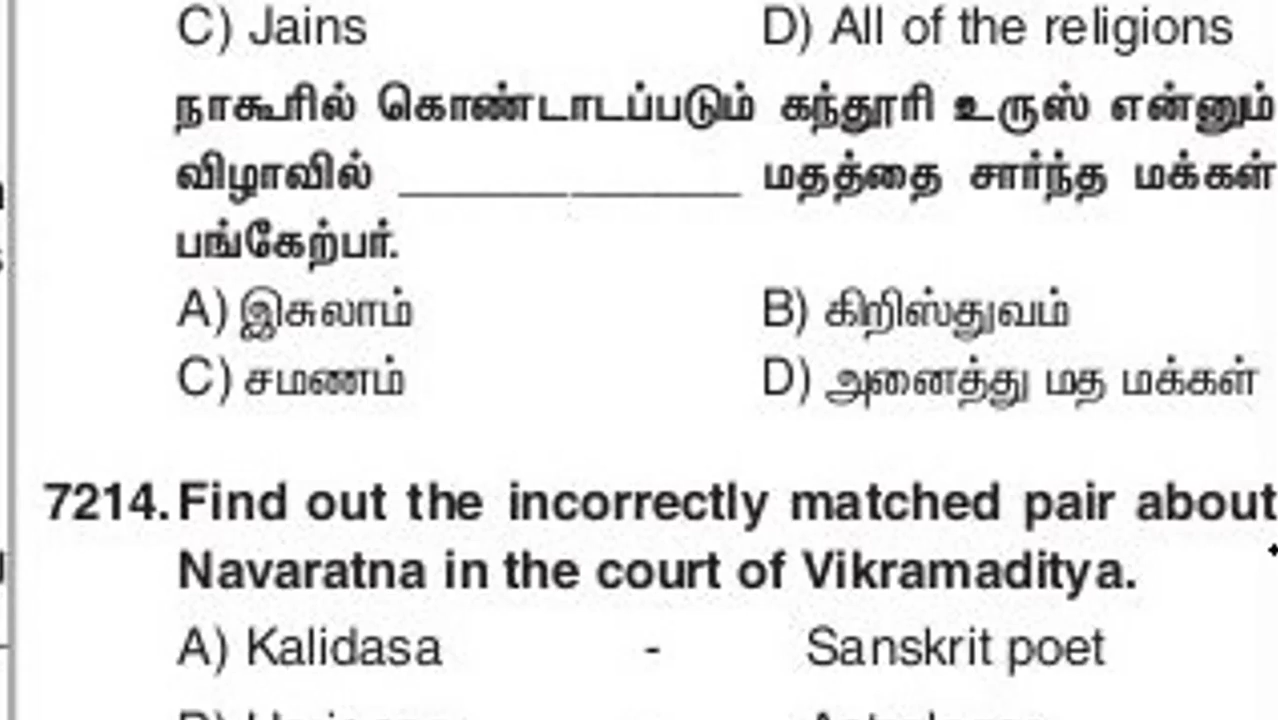 C) Jains D) All of the religions
நாகூரில் கொண்டாடப்படும் கந்தூரி உருஸ் என்னும்
விழாவில் ______________ மதத்தை சார்ந்த மக்கள்
பங்கேற்பர்.
A) இசுலாம் B) கிறிஸ்துவம்
C) சமணம் D) அனைத்து மத மக்கள்
7214. Find out the incorrectly matched pair about
Navaratna in the court of Vikramaditya.
A) Kalidasa - Sanskrit poet